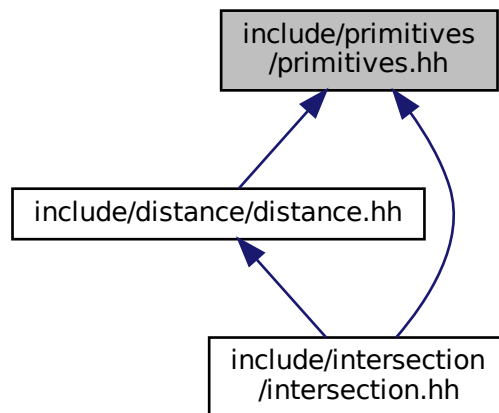 include/primitives
/primitives.hh
include/distance/distance.hh
include/intersection
/intersection.hh